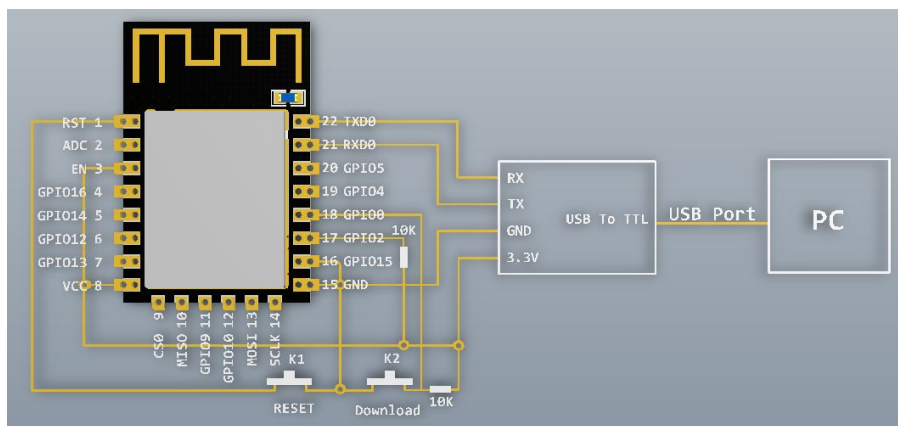 RST 1
ADC 2
EN 3
GPIO16 4
GPIO14 5
GPIO12 6
GPIO13 7
VCC 8
CS0 9
MISO 10
GPIO9 11
GPIO10 12
MOSI 13
SCLK 14
22 TXD0
21 RXD0
20 GPIO5
19 GPIO4
18 GPIO0
10K
17 GPIO2
16 GPIO15
15 GND
RX
TX
GND
3.3V
USB To TTL
USB Port
PC
K1
RESET
K2
Download
10K